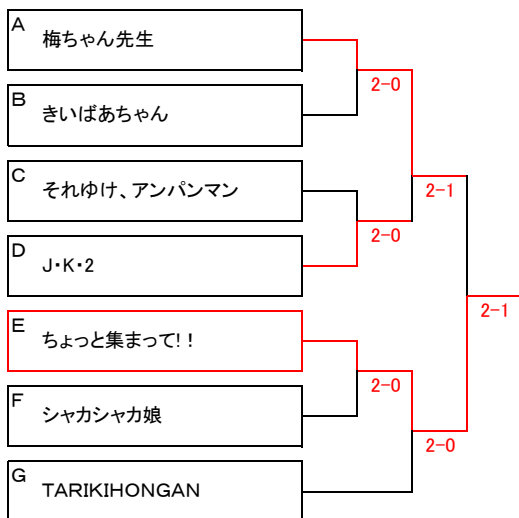 A
梅ちゃん先生
2-0
B
きいばあちゃん
C
それゆけ、アンパンマン
2-1
2-0
D
J・K・2
2-1
E
ちょっと集まって!!
2-0
F
シャカシャカ娘
2-0
G
TARIKIHONGAN